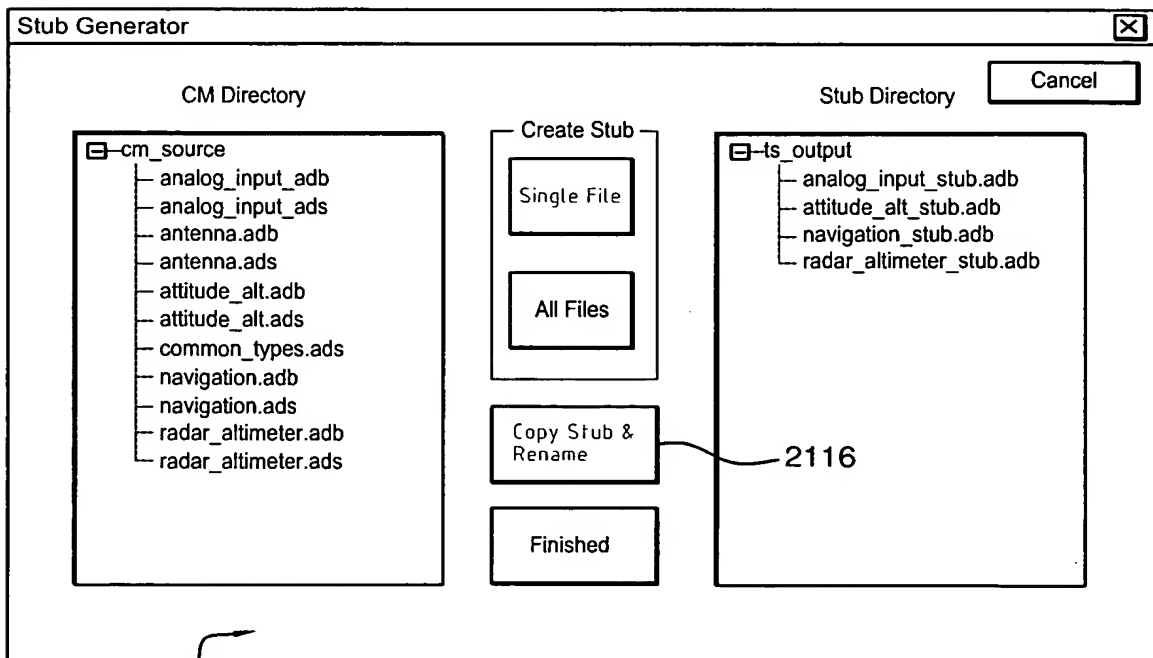 Stub Generator
Cancel
CM Directory
Stub Directory
cm_source
analog_input_adb
analog_input_ads
antenna.adb
antenna.ads
attitude_alt.adb
attitude_alt.ads
common_types.ads
navigation.adb
navigation.ads
radar_altimeter.adb
radar_altimeter.ads
Create Stub
Single File
All Files
Copy Stub &
Rename
Finished
ts_output
analog_input_stub.adb
attitude_alt_stub.adb
navigation_stub.adb
radar_altimeter_stub.adb
2116